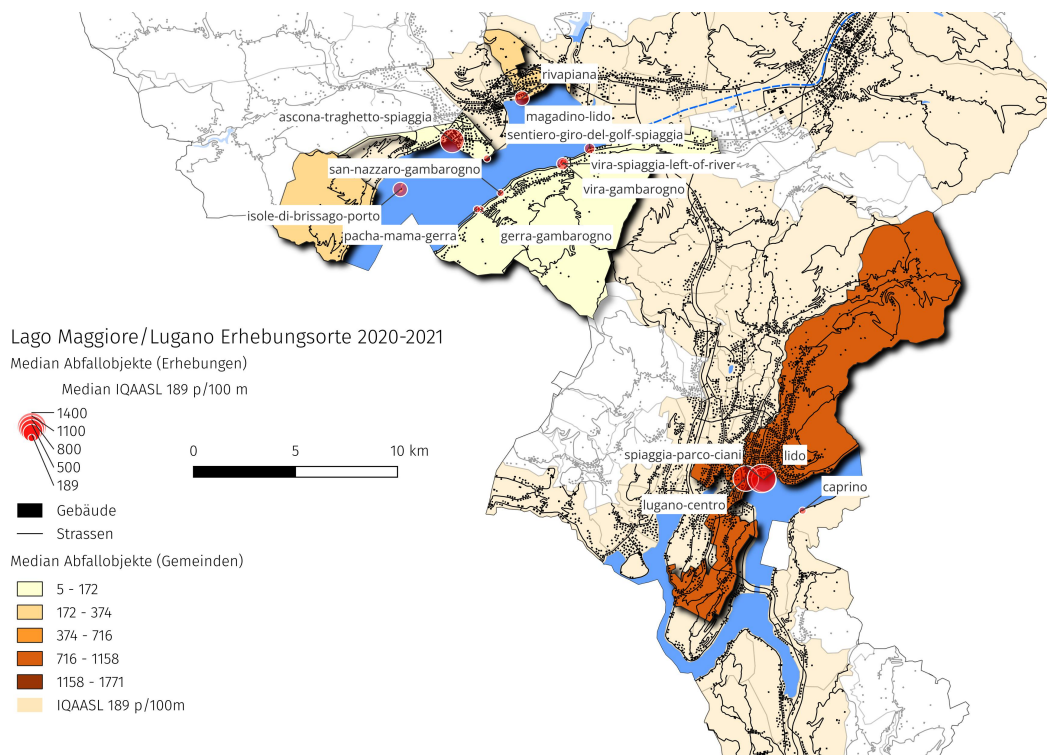 rivapiana
ascona-traghetto-spiaggia
magadino-lido
sentiero-giro-del-golf-spiaggia
san-nazzaro-gambarogno
vira-spiaggia-left-of-river
vira-gambarogno
isole-di-brissago-porto
pacha-mama-gerra
gerra-gambarogno
Lago Maggiore/Lugano Erhebungsorte 2020-2021
Median Abfallobjekte (Erhebungen)
Median IQAASL 189 p/100 m
1400
1100
800
500
189
0 5 10 km
Gebäude
Strassen
Median Abfallobjekte (Gemeinden)
5 - 172
172 - 374
374 - 716
716 - 1158
1158 - 1771
IQAASL 189 p/100m
spiaggia-parco-ciani
lido
caprino
lugano-centro